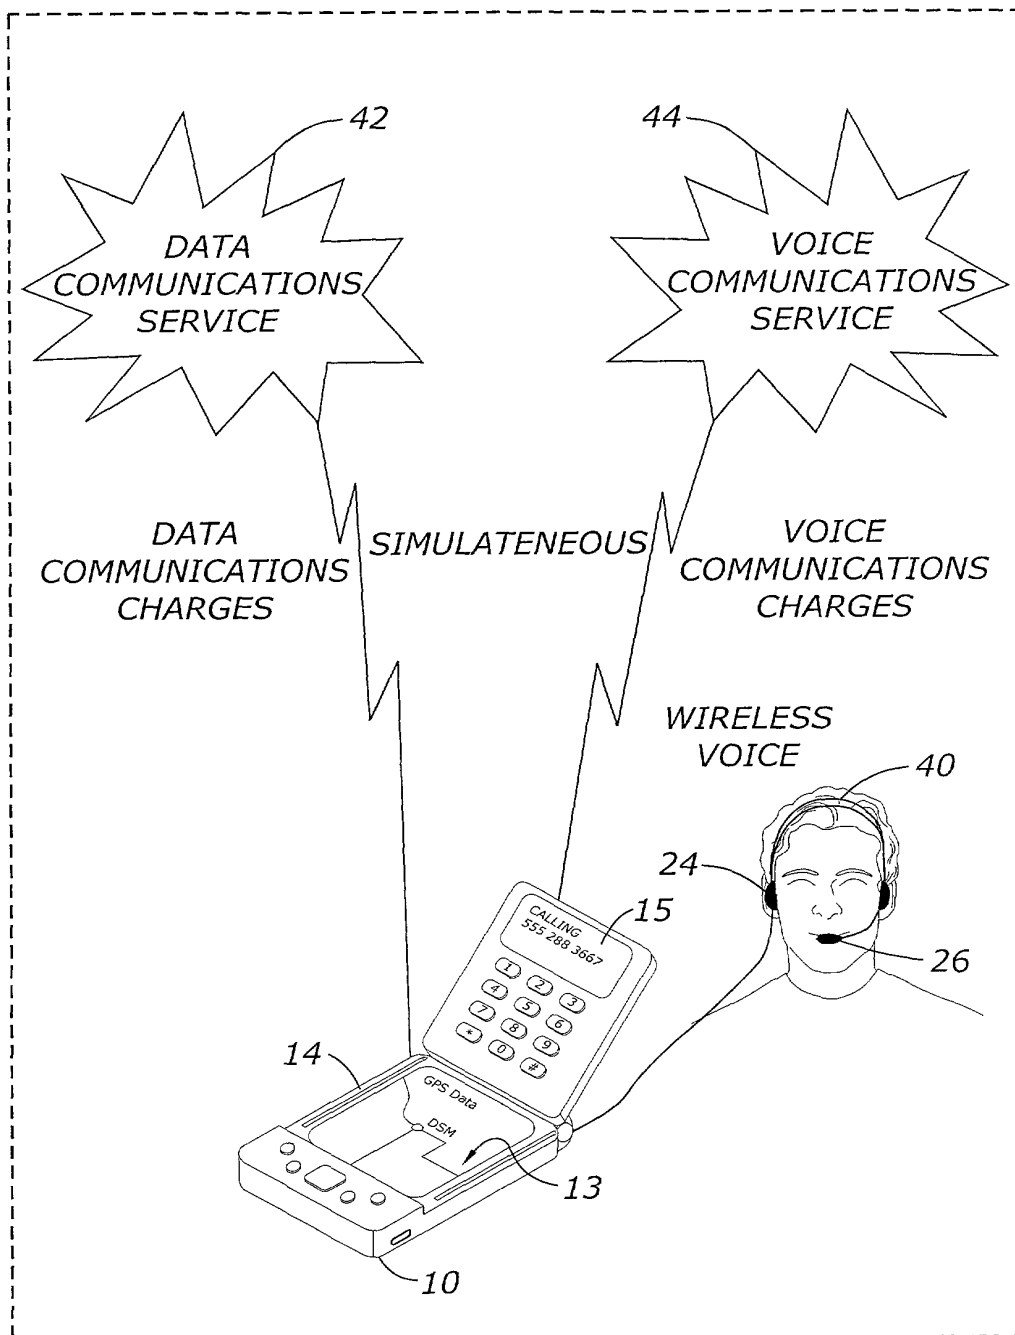 42
44
DATA
COMMUNICATIONS
SERVICE
VOICE
COMMUNICATIONS
SERVICE
DATA
COMMUNICATIONS
CHARGES
SIMULATENEOUS
VOICE
COMMUNICATIONS
CHARGES
WIRELESS
VOICE
40
24
26
15
CALLING
555 288 3667
1 2 3
4 5 6
7 8 9
* 0 #
14
GPS Data
DSM
13
10